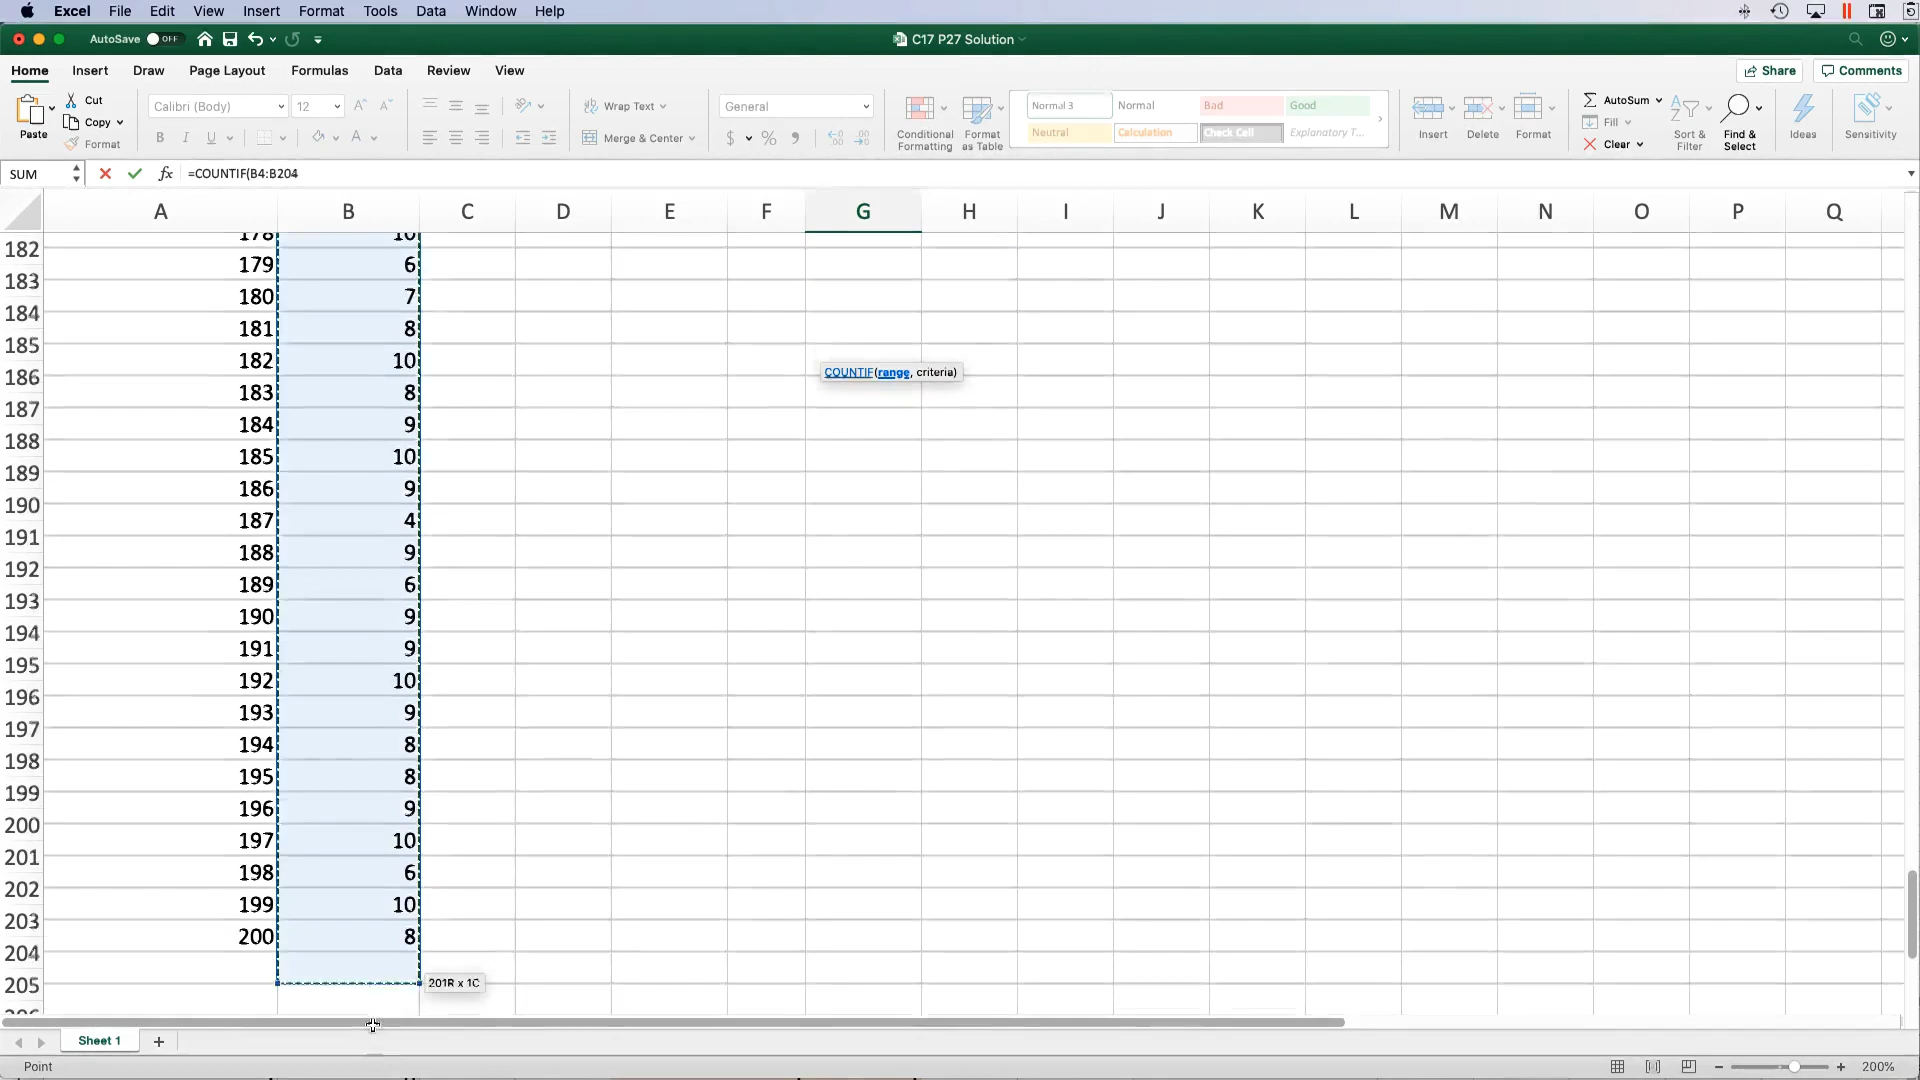 Excel File Edit View Insert Format Tools Data Window Help
AutoSave OFF C17 P27 Solution
Home Insert Draw Page Layout Formulas Data Review View Share Comments
Paste Cut Copy Format
Calibri (Body) 12
B I U A
Wrap Text
Merge & Center
General
$ % ,
Conditional Formatting
Format as Table
Normal 3 Normal Bad Good
Neutral Calculation Check Cell Explanatory T...
Insert Delete Format
AutoSum
Fill
Clear
Sort & Filter
Find & Select
Ideas
Sensitivity
SUM fx =COUNTIF(B4:B204
A B C D E F G H I J K L M N O P Q
182 178 10
183 179 6
184 180 7
185 181 8
186 182 10
COUNTIF(range, criteria)
187 183 8
188 184 9
189 185 10
190 186 9
191 187 4
192 188 9
193 189 6
194 190 9
195 191 9
196 192 10
197 193 9
198 194 8
199 195 8
200 196 9
201 197 10
202 198 6
203 199 10
204 200 8
205
201R x 1C
206
Sheet 1
Point 200%